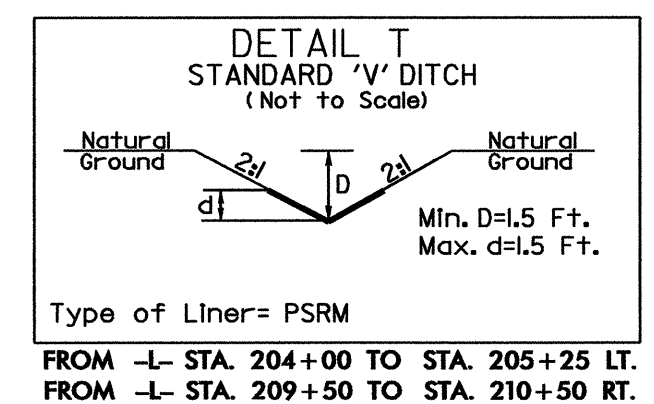 DETAIL T
STANDARD 'V' DITCH
(Not to Scale)
Natural
Ground
2:1
D
2:1
Natural
Ground
d
Min. D=1.5 Ft.
Max. d=1.5 Ft.
Type of Liner= PSRM
FROM -L- STA. 204+00 TO STA. 205+25 LT.
FROM -L- STA. 209+50 TO STA. 210+50 RT.